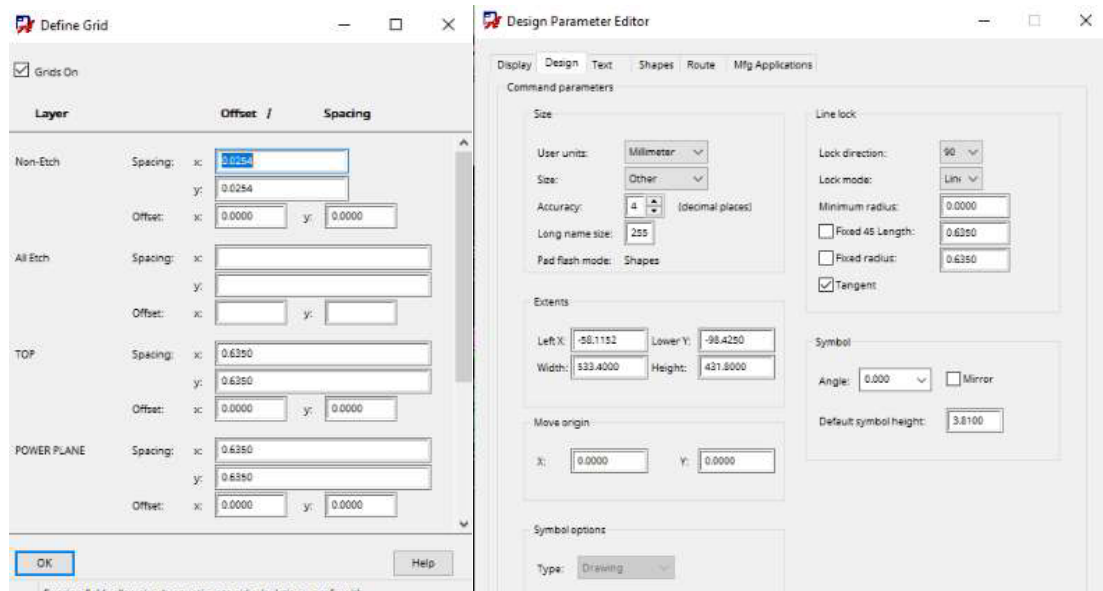 Define Grid
Grids On
Layer Offset / Spacing
Non-Etch Spacing: x: 0.0254
y: 0.0254
Offset: x: 0.0000 y: 0.0000
All Etch Spacing: x:
y:
Offset: x: y:
TOP Spacing: x: 0.6350
y: 0.6350
Offset: x: 0.0000 y: 0.0000
POWER PLANE Spacing: x: 0.6350
y: 0.6350
Offset: x: 0.0000 y: 0.0000
OK Help
Design Parameter Editor
Display Design Text Shapes Route Mfg Applications
Command parameters
Size
User units: Millimeter
Size: Other
Accuracy: 4 (decimal places)
Long name size: 255
Pad flash mode: Shapes
Line lock
Lock direction: 90
Lock mode: Line
Minimum radius: 0.0000
Fixed 45 Length: 0.6350
Fixed radius: 0.6350
Tangent
Extents
Left X: -58.1152 Lower Y: -98.4250
Width: 533.4000 Height: 431.8000
Symbol
Angle: 0.000 Mirror
Default symbol height: 3.8100
Move origin
X: 0.0000 Y: 0.0000
Symbol options
Type: Drawing